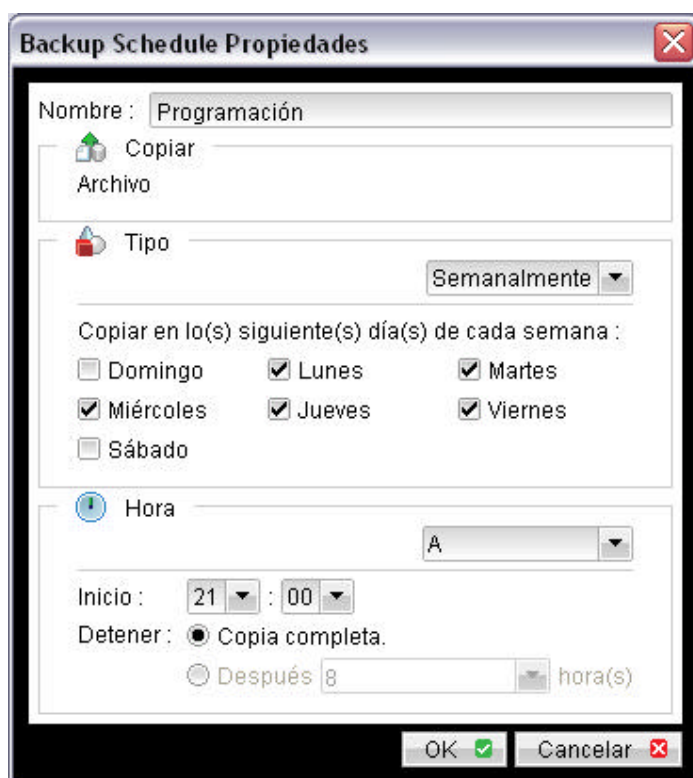 Backup Schedule Propiedades
Nombre : Programación
Copiar
Archivo
Tipo
Semanalmente
Copiar en lo(s) siguiente(s) día(s) de cada semana :
Domingo Lunes Martes
Miércoles Jueves Viernes
Sábado
Hora
A
Inicio : 21 : 00
Detener : Copia completa.
Después 8 hora(s)
OK Cancelar